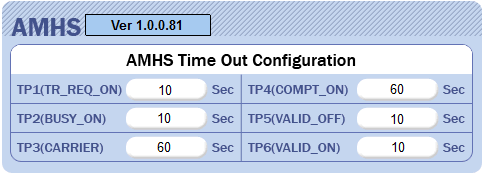 AMHS Ver 1.0.0.81
AMHS Time Out Configuration
TP1(TR_REQ_ON) 10 Sec TP4(COMPT_ON) 60 Sec
TP2(BUSY_ON) 10 Sec TP5(VALID_OFF) 10 Sec
TP3(CARRIER) 60 Sec TP6(VALID_ON) 10 Sec